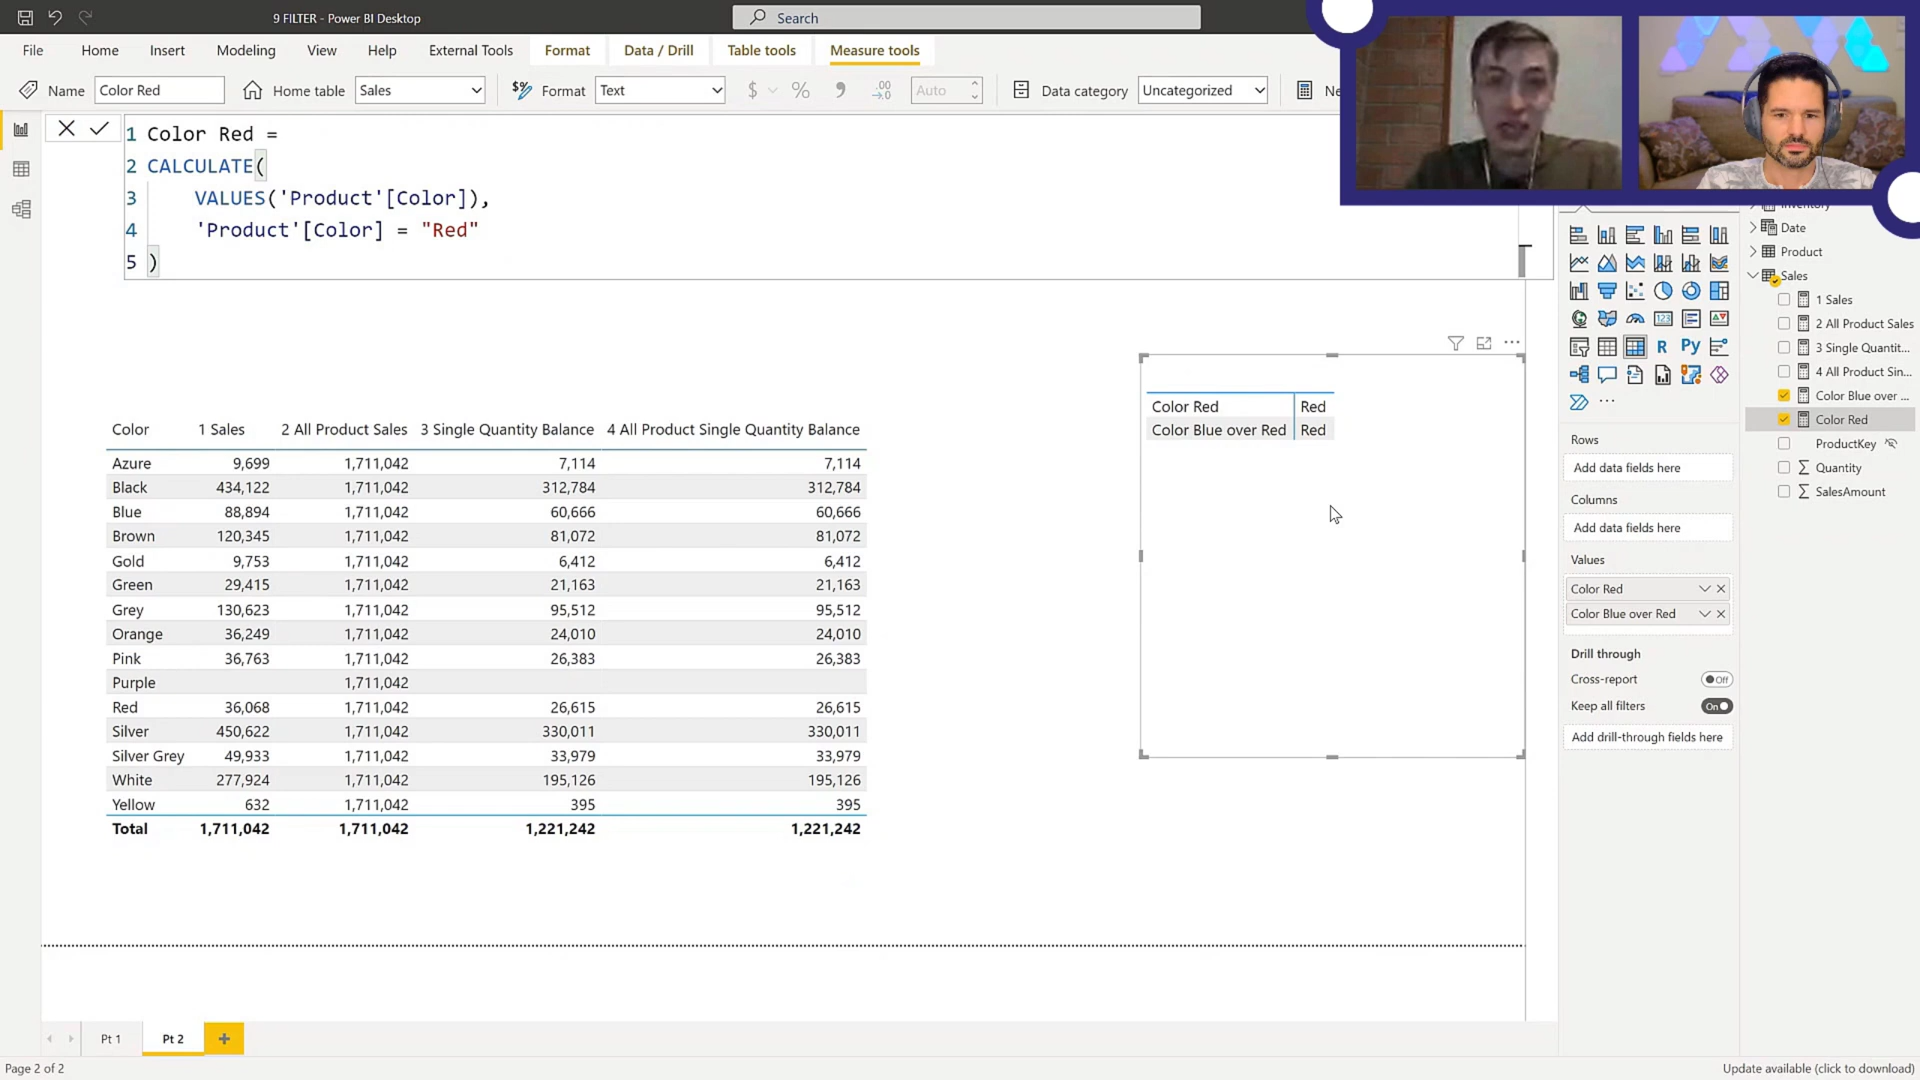 9 FILTER - Power BI Desktop
Search
File Home Insert Modeling View Help External Tools Format Data / Drill Table tools Measure tools
Name Color Red Home table Sales Format Text $ % , .00 Auto Data category Uncategorized Ne
1 Color Red =
2 CALCULATE(
3 VALUES('Product'[Color]),
4 'Product'[Color] = "Red"
5 )
Color 1 Sales 2 All Product Sales 3 Single Quantity Balance 4 All Product Single Quantity Balance
Azure 9,699 1,711,042 7,114 7,114
Black 434,122 1,711,042 312,784 312,784
Blue 88,894 1,711,042 60,666 60,666
Brown 120,345 1,711,042 81,072 81,072
Gold 9,753 1,711,042 6,412 6,412
Green 29,415 1,711,042 21,163 21,163
Grey 130,623 1,711,042 95,512 95,512
Orange 36,249 1,711,042 24,010 24,010
Pink 36,763 1,711,042 26,383 26,383
Purple 1,711,042
Red 36,068 1,711,042 26,615 26,615
Silver 450,622 1,711,042 330,011 330,011
Silver Grey 49,933 1,711,042 33,979 33,979
White 277,924 1,711,042 195,126 195,126
Yellow 632 1,711,042 395 395
Total 1,711,042 1,711,042 1,221,242 1,221,242
Color Red Red
Color Blue over Red Red
123
R Py
...
Rows
Add data fields here
Columns
Add data fields here
Values
Color Red
Color Blue over Red
Drill through
Cross-report Off
Keep all filters On
Add drill-through fields here
Inventory
Date
Product
Sales
1 Sales
2 All Product Sales
3 Single Quantit...
4 All Product Sin...
Color Blue over ...
Color Red
ProductKey
Quantity
SalesAmount
Pt 1 Pt 2 +
Page 2 of 2
Update available (click to download)